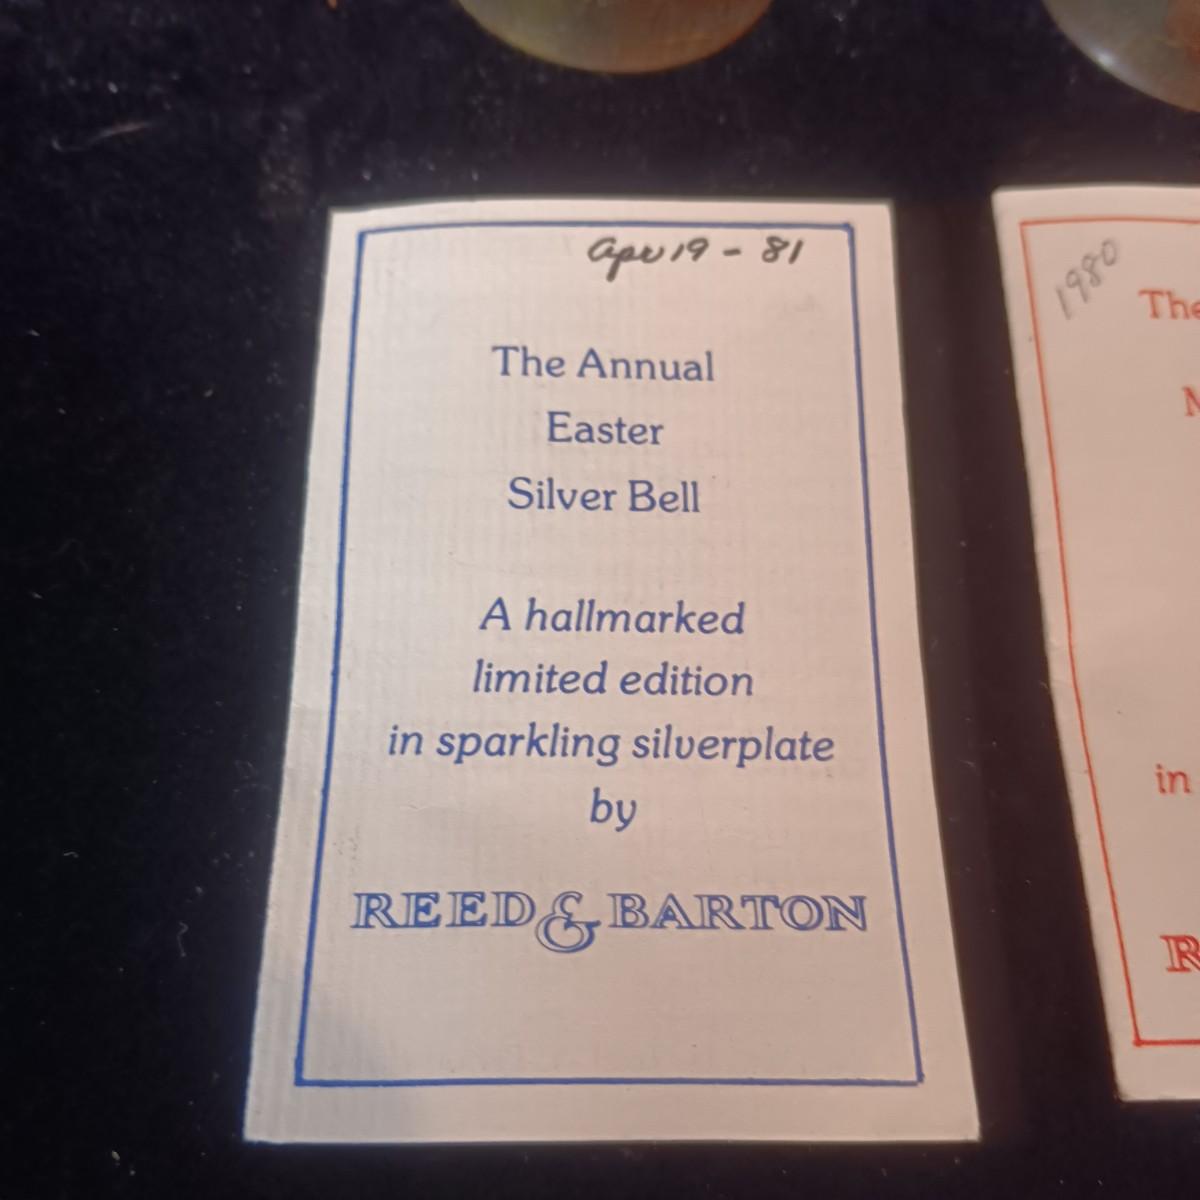 Apr 19 - 81
The Annual
Easter
Silver Bell
A hallmarked
limited edition
in sparkling silverplate
by
REED & BARTON
1980
The
in